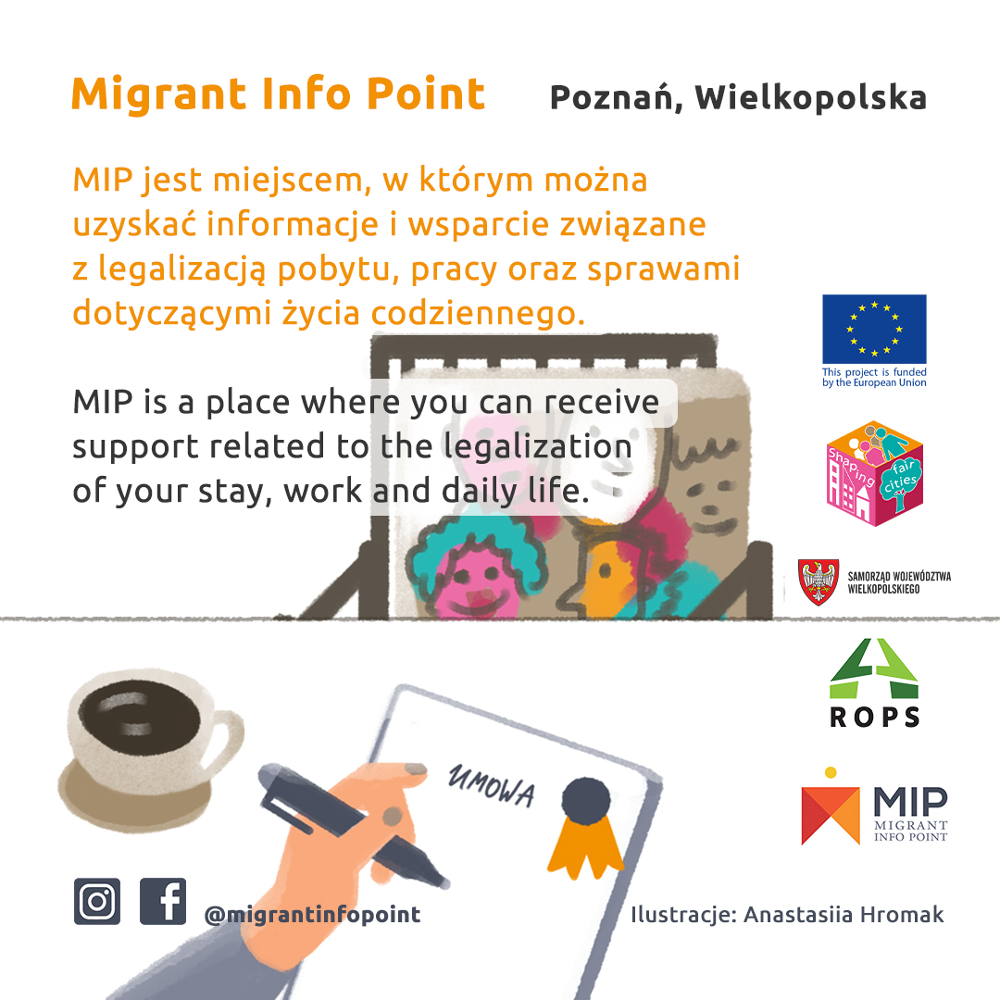 Migrant Info Point
Poznań, Wielkopolska
MIP jest miejscem, w którym można
uzyskać informacje i wsparcie związane
z legalizacją pobytu, pracy oraz sprawami
dotyczącymi życia codziennego.
MIP is a place where you can receive
support related to the legalization
of your stay, work and daily life.
This project is funded
by the European Union
Shaping
fair
cities
SAMORZĄD WOJEWÓDZTWA
WIELKOPOLSKIEGO
ROPS
UMOWA
MIP
MIGRANT
INFO POINT
@migrantinfopoint
Ilustracje: Anastasiia Hromak